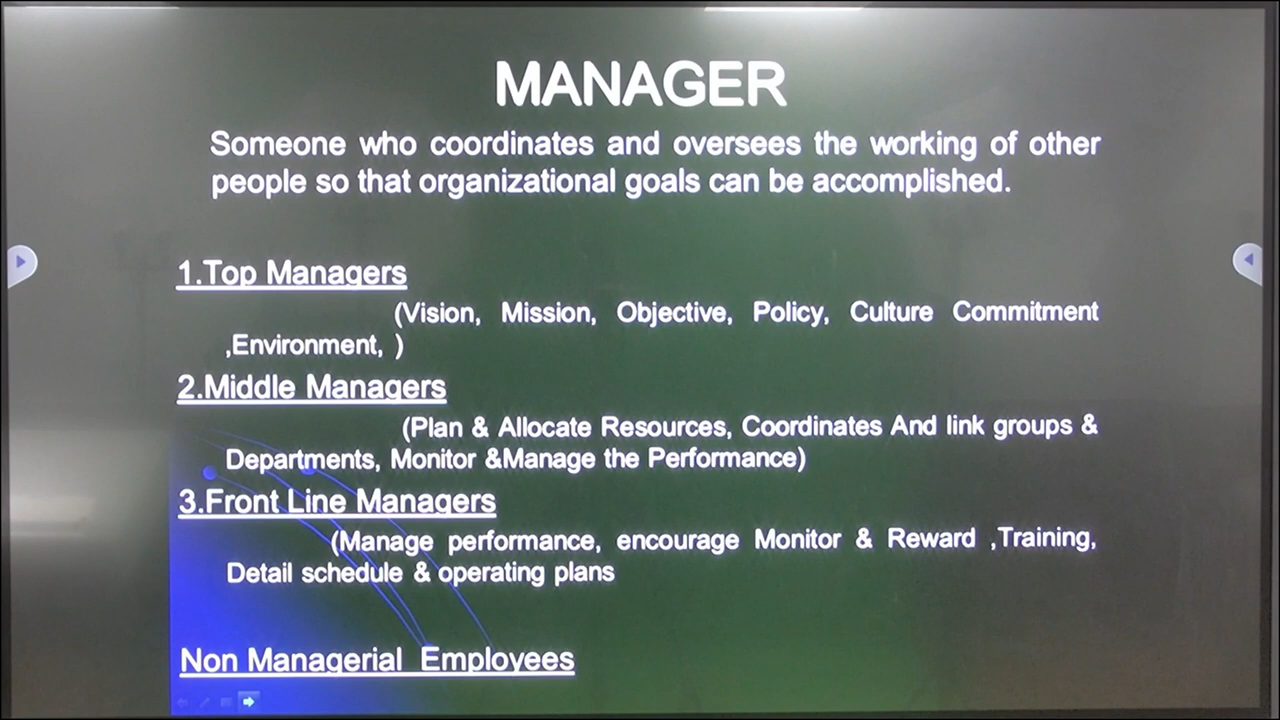 MANAGER
Someone who coordinates and oversees the working of other
people so that organizational goals can be accomplished.
1.Top Managers
(Vision, Mission, Objective, Policy, Culture Commitment
,Environment, )
2.Middle Managers
(Plan & Allocate Resources, Coordinates And link groups &
Departments, Monitor &Manage the Performance)
3.Front Line Managers
(Manage performance, encourage Monitor & Reward ,Training,
Detail schedule & operating plans
Non Managerial Employees